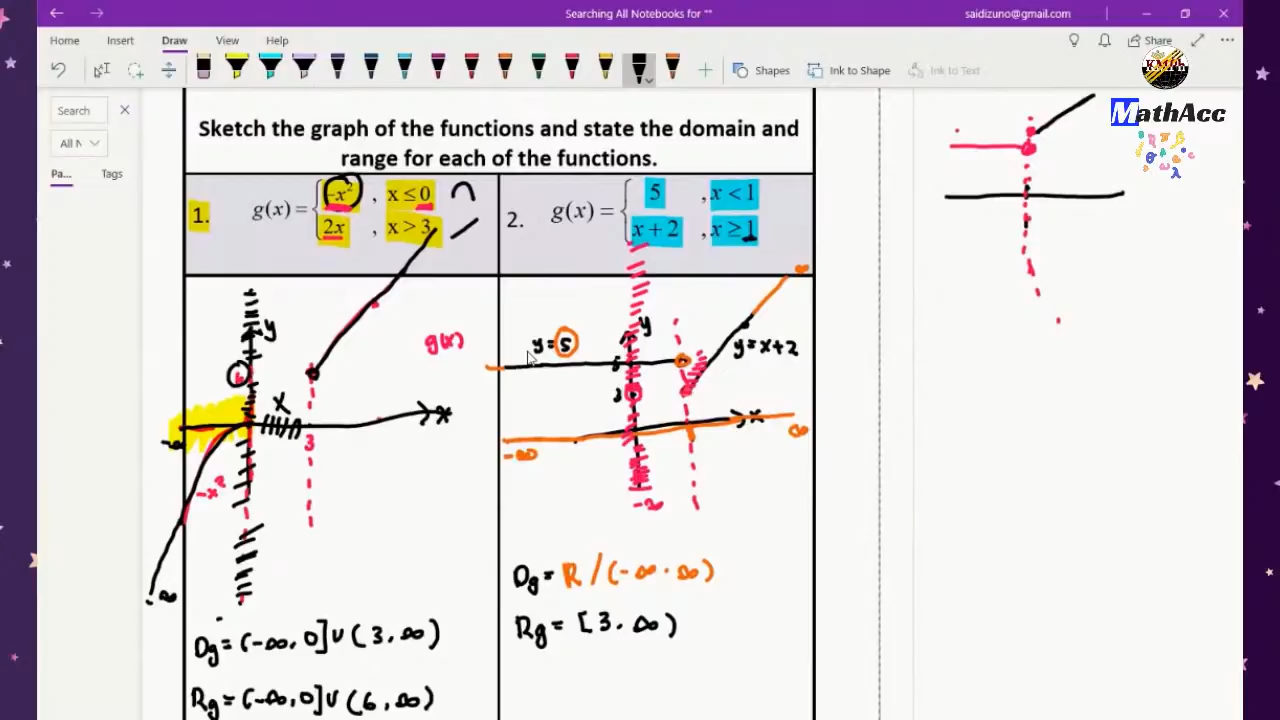 Searching All Notebooks for ""
saidizuno@gmail.com
Home Insert Draw View Help
Share
Shapes
Ink to Shape
Ink to Text
Search
All N
Pa...
Tags
KMPk
MathAcc
Sketch the graph of the functions and state the domain and
range for each of the functions.
1. g(x) = { -x² , x ≤ 0
2x , x > 3
2. g(x) = { 5 , x < 1
x + 2 , x ≥ 1
y
x
x
3
6
g(x)
-x²
-∞
y = 5
y
5
3
y = x+2
x
-∞
∞
∞
Dg = (-∞, 0] ∪ (3, ∞)
Rg = (-∞, 0] ∪ (6, ∞)
Dg = R / (-∞, ∞)
Rg = [3, ∞)